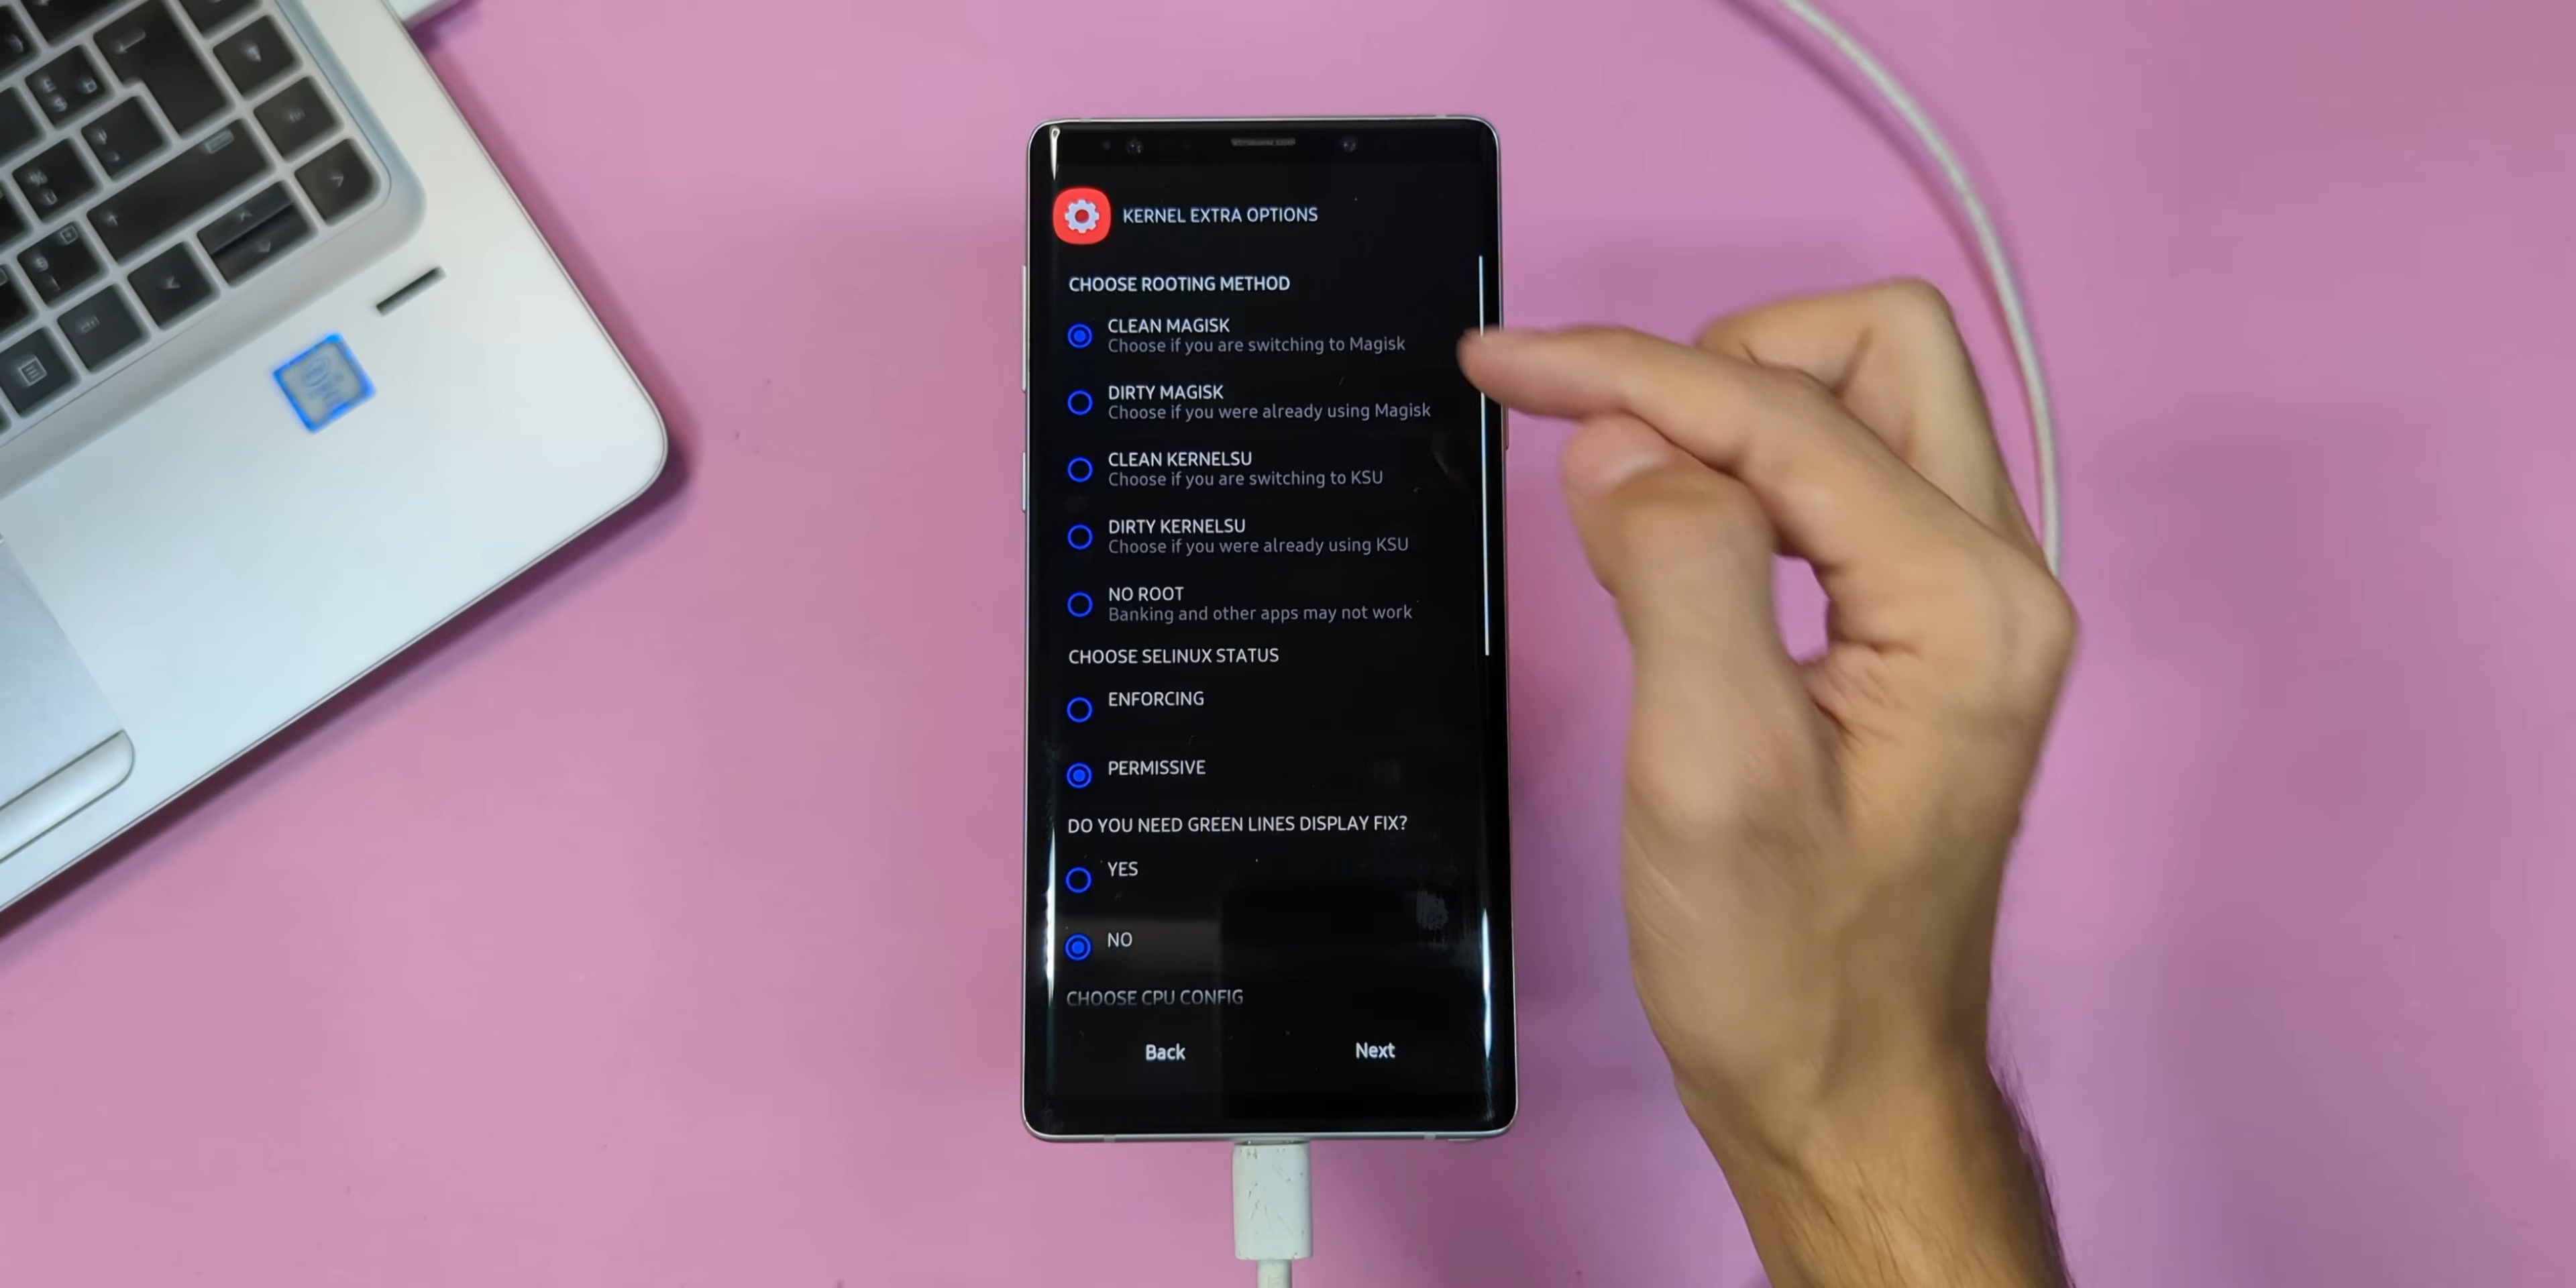 KERNEL EXTRA OPTIONS
CHOOSE ROOTING METHOD
CLEAN MAGISK
Choose if you are switching to Magisk
DIRTY MAGISK
Choose if you were already using Magisk
CLEAN KERNELSU
Choose if you are switching to KSU
DIRTY KERNELSU
Choose if you were already using KSU
NO ROOT
Banking and other apps may not work
CHOOSE SELINUX STATUS
ENFORCING
PERMISSIVE
DO YOU NEED GREEN LINES DISPLAY FIX?
YES
NO
CHOOSE CPU CONFIG
Back
Next